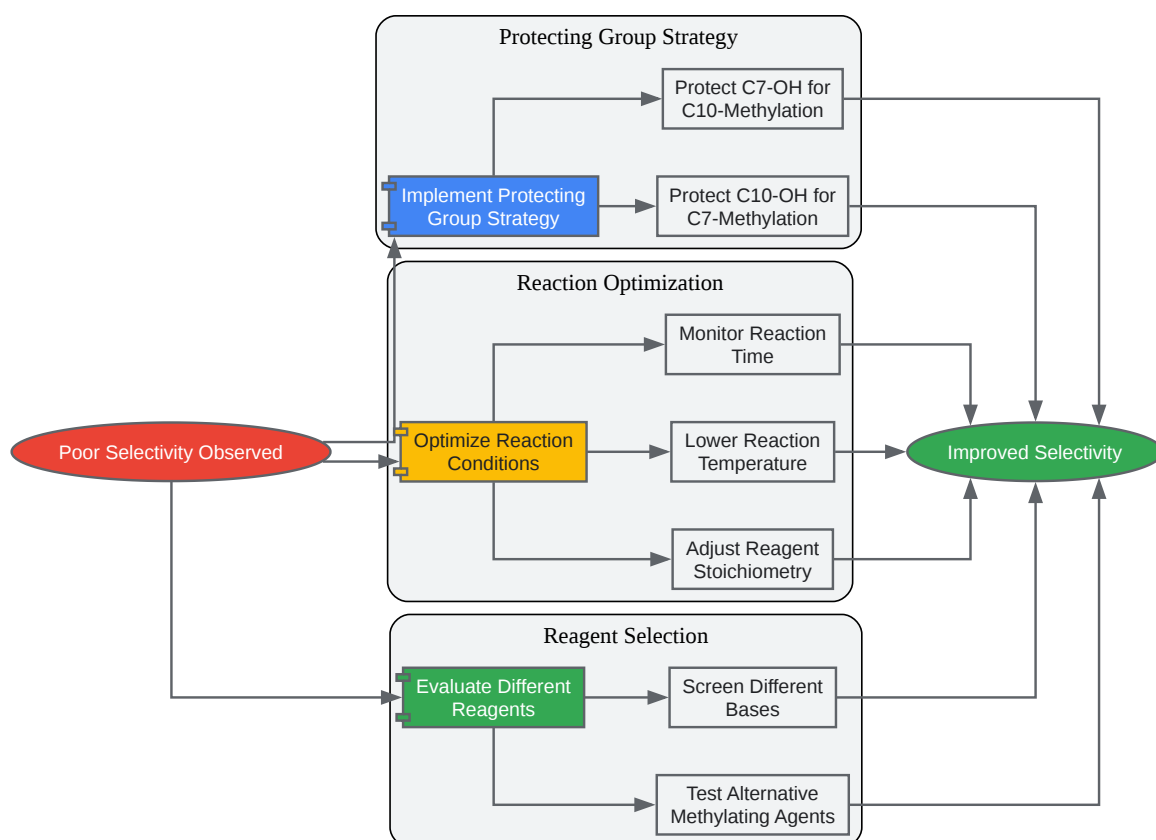 Protecting Group Strategy
Protect C7-OH for
C10-Methylation
Implement Protecting
Group Strategy
Protect C10-OH for
C7-Methylation
Reaction Optimization
Monitor Reaction
Time
Poor Selectivity Observed
Optimize Reaction
Conditions
Lower Reaction
Temperature
Improved Selectivity
Adjust Reagent
Stoichiometry
Reagent Selection
Evaluate Different
Reagents
Screen Different
Bases
Test Alternative
Methylating Agents